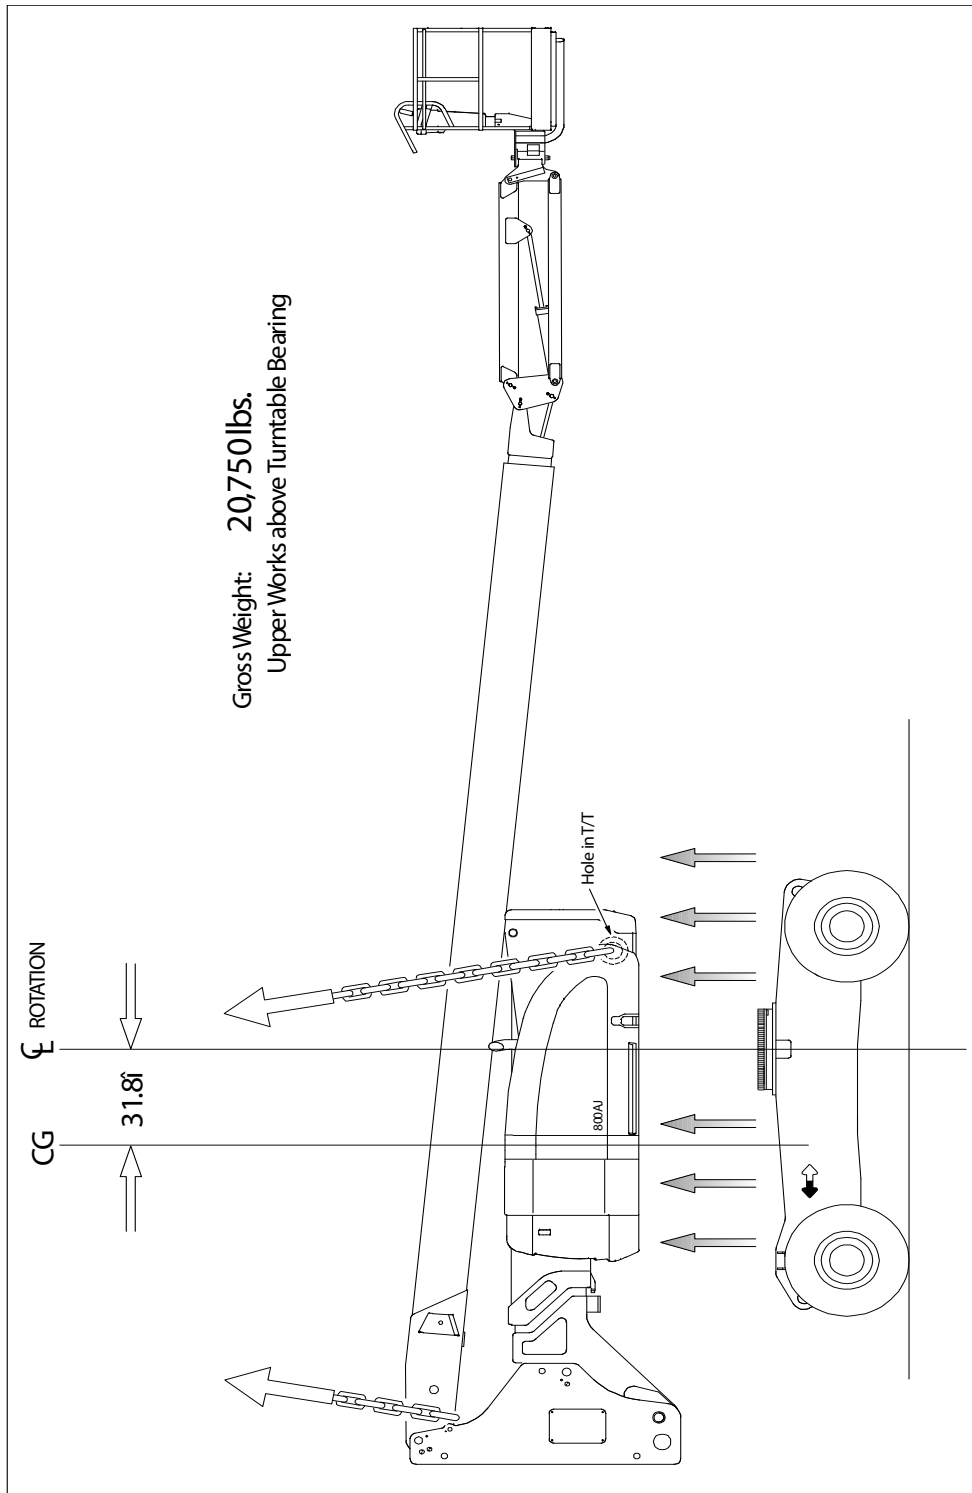 Gross Weight: 20,750 lbs.
Upper Works above Turntable Bearing
Hole in T/T
℄ ROTATION
31.8î
CG
800AJ